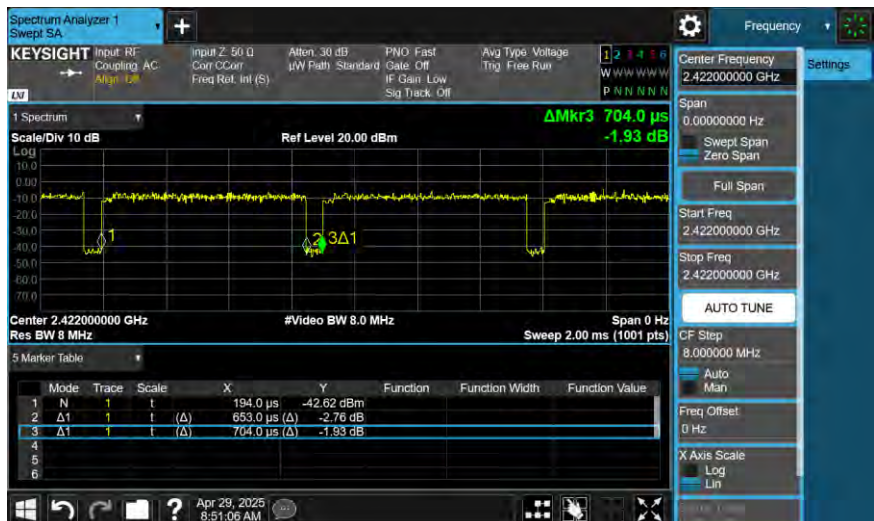 Spectrum Analyzer 1
Swept SA
+
Frequency
KEYSIGHT
Input: RF
Coupling: AC
Align: Off
Input Z: 50 Ω
Corr CCorr
Freq Ref: Int (S)
Atten: 30 dB
µW Path: Standard
PNO: Fast
Gate: Off
IF Gain: Low
Sig Track: Off
Avg Type: Voltage
Trig: Free Run
1 2 3 4 5 6
W W W W W W
P N N N N N
LXI
1 Spectrum
Scale/Div 10 dB
Ref Level 20.00 dBm
ΔMkr3 704.0 µs
-1.93 dB
Log
10.0
0.00
-10.0
-20.0
-30.0
-40.0
-50.0
-60.0
-70.0
1
2
3Δ1
Center 2.422000000 GHz
Res BW 8 MHz
#Video BW 8.0 MHz
Span 0 Hz
Sweep 2.00 ms (1001 pts)
5 Marker Table
Mode Trace Scale X Y Function Function Width Function Value
1 N 1 t 194.0 µs -42.62 dBm
2 Δ1 1 t (Δ) 653.0 µs (Δ) -2.76 dB
3 Δ1 1 t (Δ) 704.0 µs (Δ) -1.93 dB
4
5
6
?
Apr 29, 2025
8:51:06 AM
Center Frequency
2.422000000 GHz
Settings
Span
0.00000000 Hz
Swept Span
Zero Span
Full Span
Start Freq
2.422000000 GHz
Stop Freq
2.422000000 GHz
AUTO TUNE
CF Step
8.000000 MHz
Auto
Man
Freq Offset
0 Hz
X Axis Scale
Log
Lin